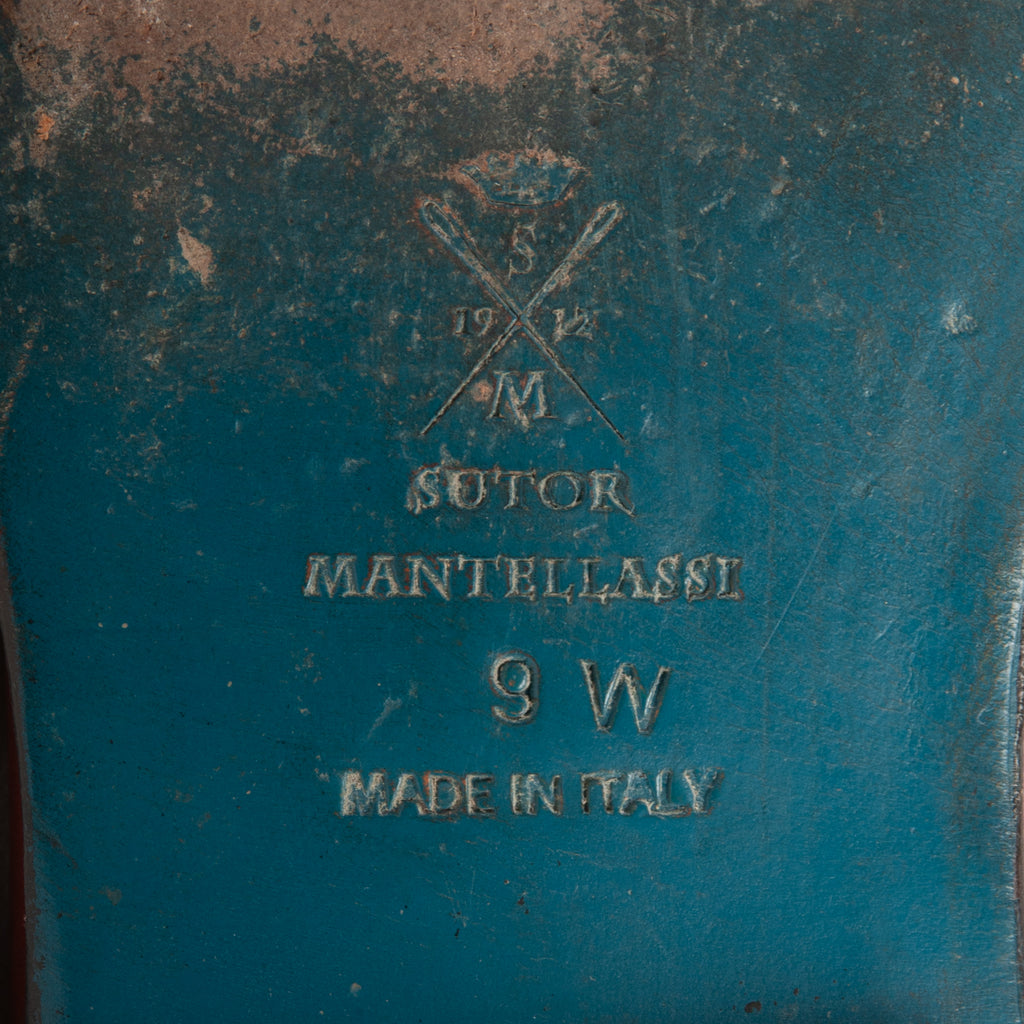 S
19 12
M
SUTOR
MANTELLASSI
9 W
MADE IN ITALY